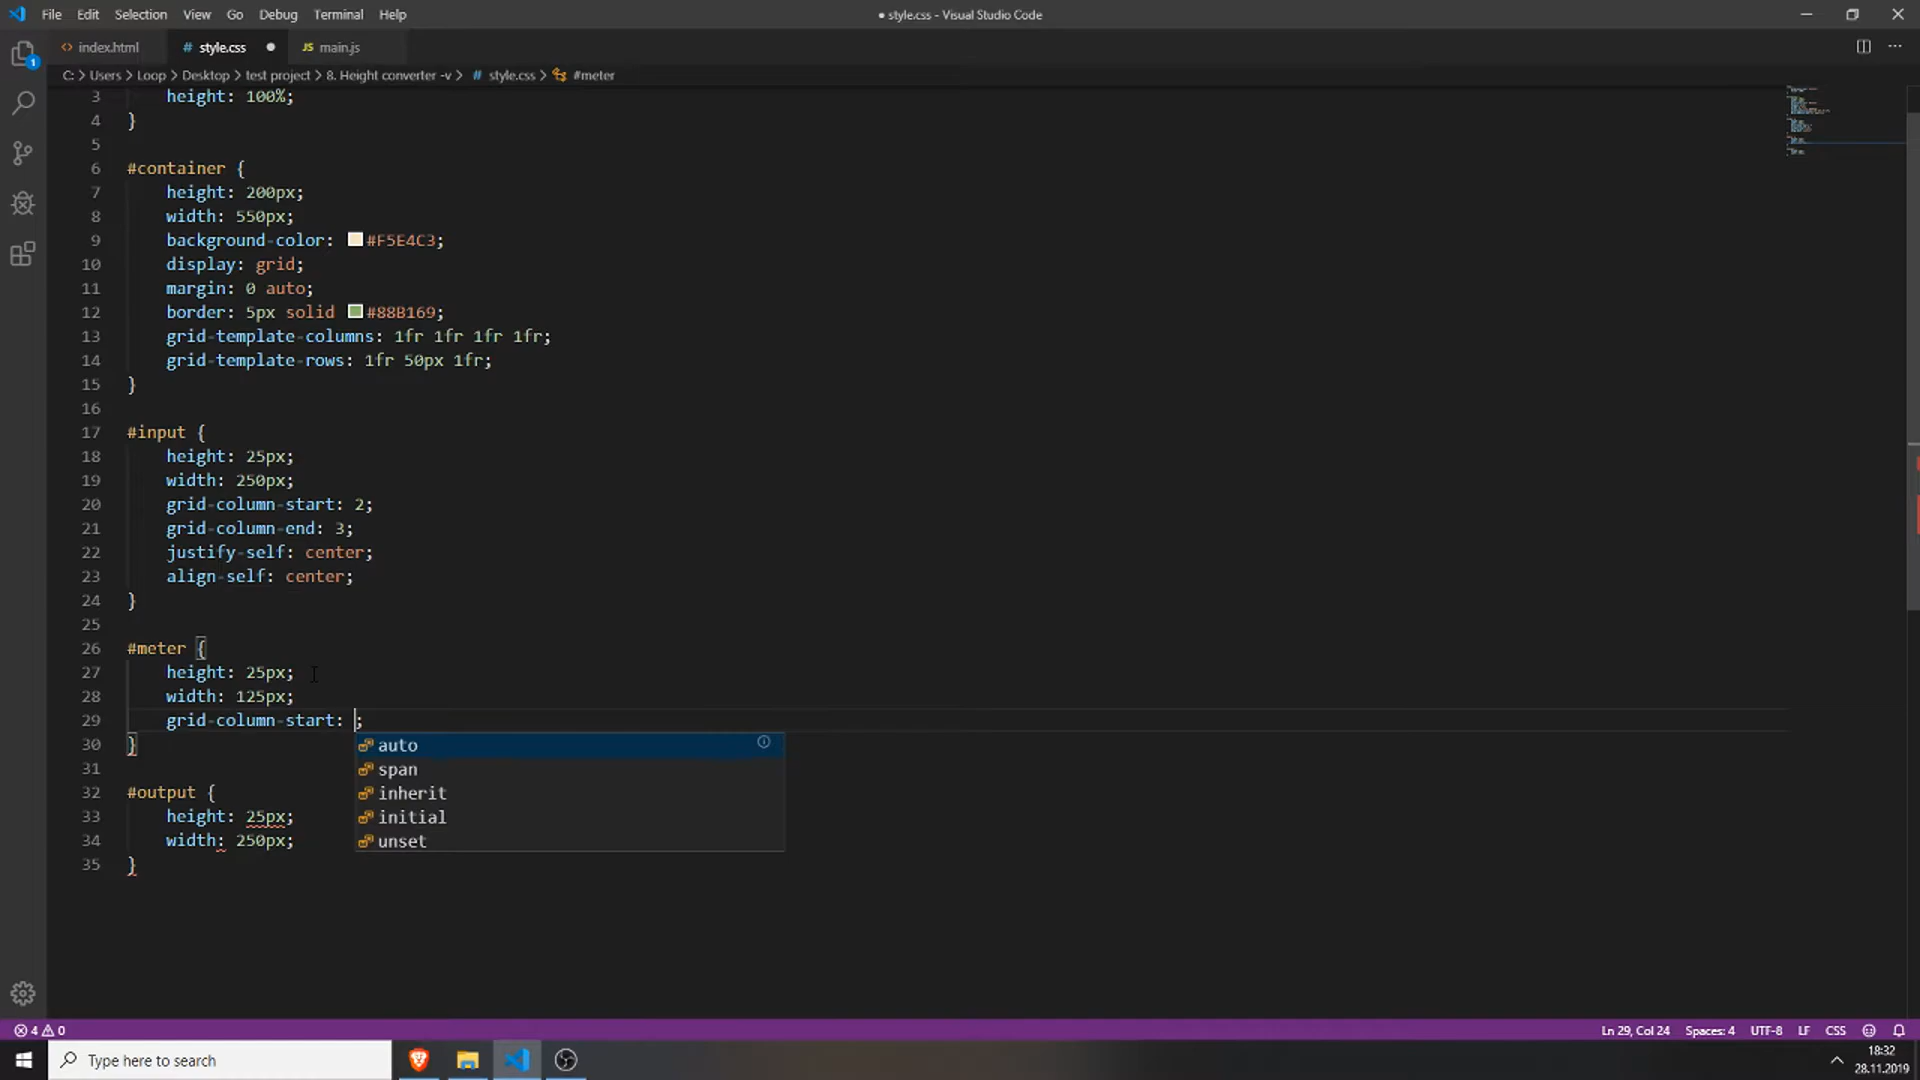 File Edit Selection View Go Debug Terminal Help
● style.css - Visual Studio Code
<> index.html # style.css ● JS main.js
C: > Users > Loop > Desktop > test project > 8. Height converter -v > # style.css > #meter
1
3 height: 100%;
4 }
5
6 #container {
7 height: 200px;
8 width: 550px;
9 background-color: #F5E4C3;
10 display: grid;
11 margin: 0 auto;
12 border: 5px solid #88B169;
13 grid-template-columns: 1fr 1fr 1fr 1fr;
14 grid-template-rows: 1fr 50px 1fr;
15 }
16
17 #input {
18 height: 25px;
19 width: 250px;
20 grid-column-start: 2;
21 grid-column-end: 3;
22 justify-self: center;
23 align-self: center;
24 }
25
26 #meter {
27 height: 25px;
28 width: 125px;
29 grid-column-start: ;
30 }
auto
span
inherit
initial
unset
31
32 #output {
33 height: 25px;
34 width: 250px;
35 }
4 0
Ln 29, Col 24 Spaces: 4 UTF-8 LF CSS
Type here to search
18:32
28.11.2019